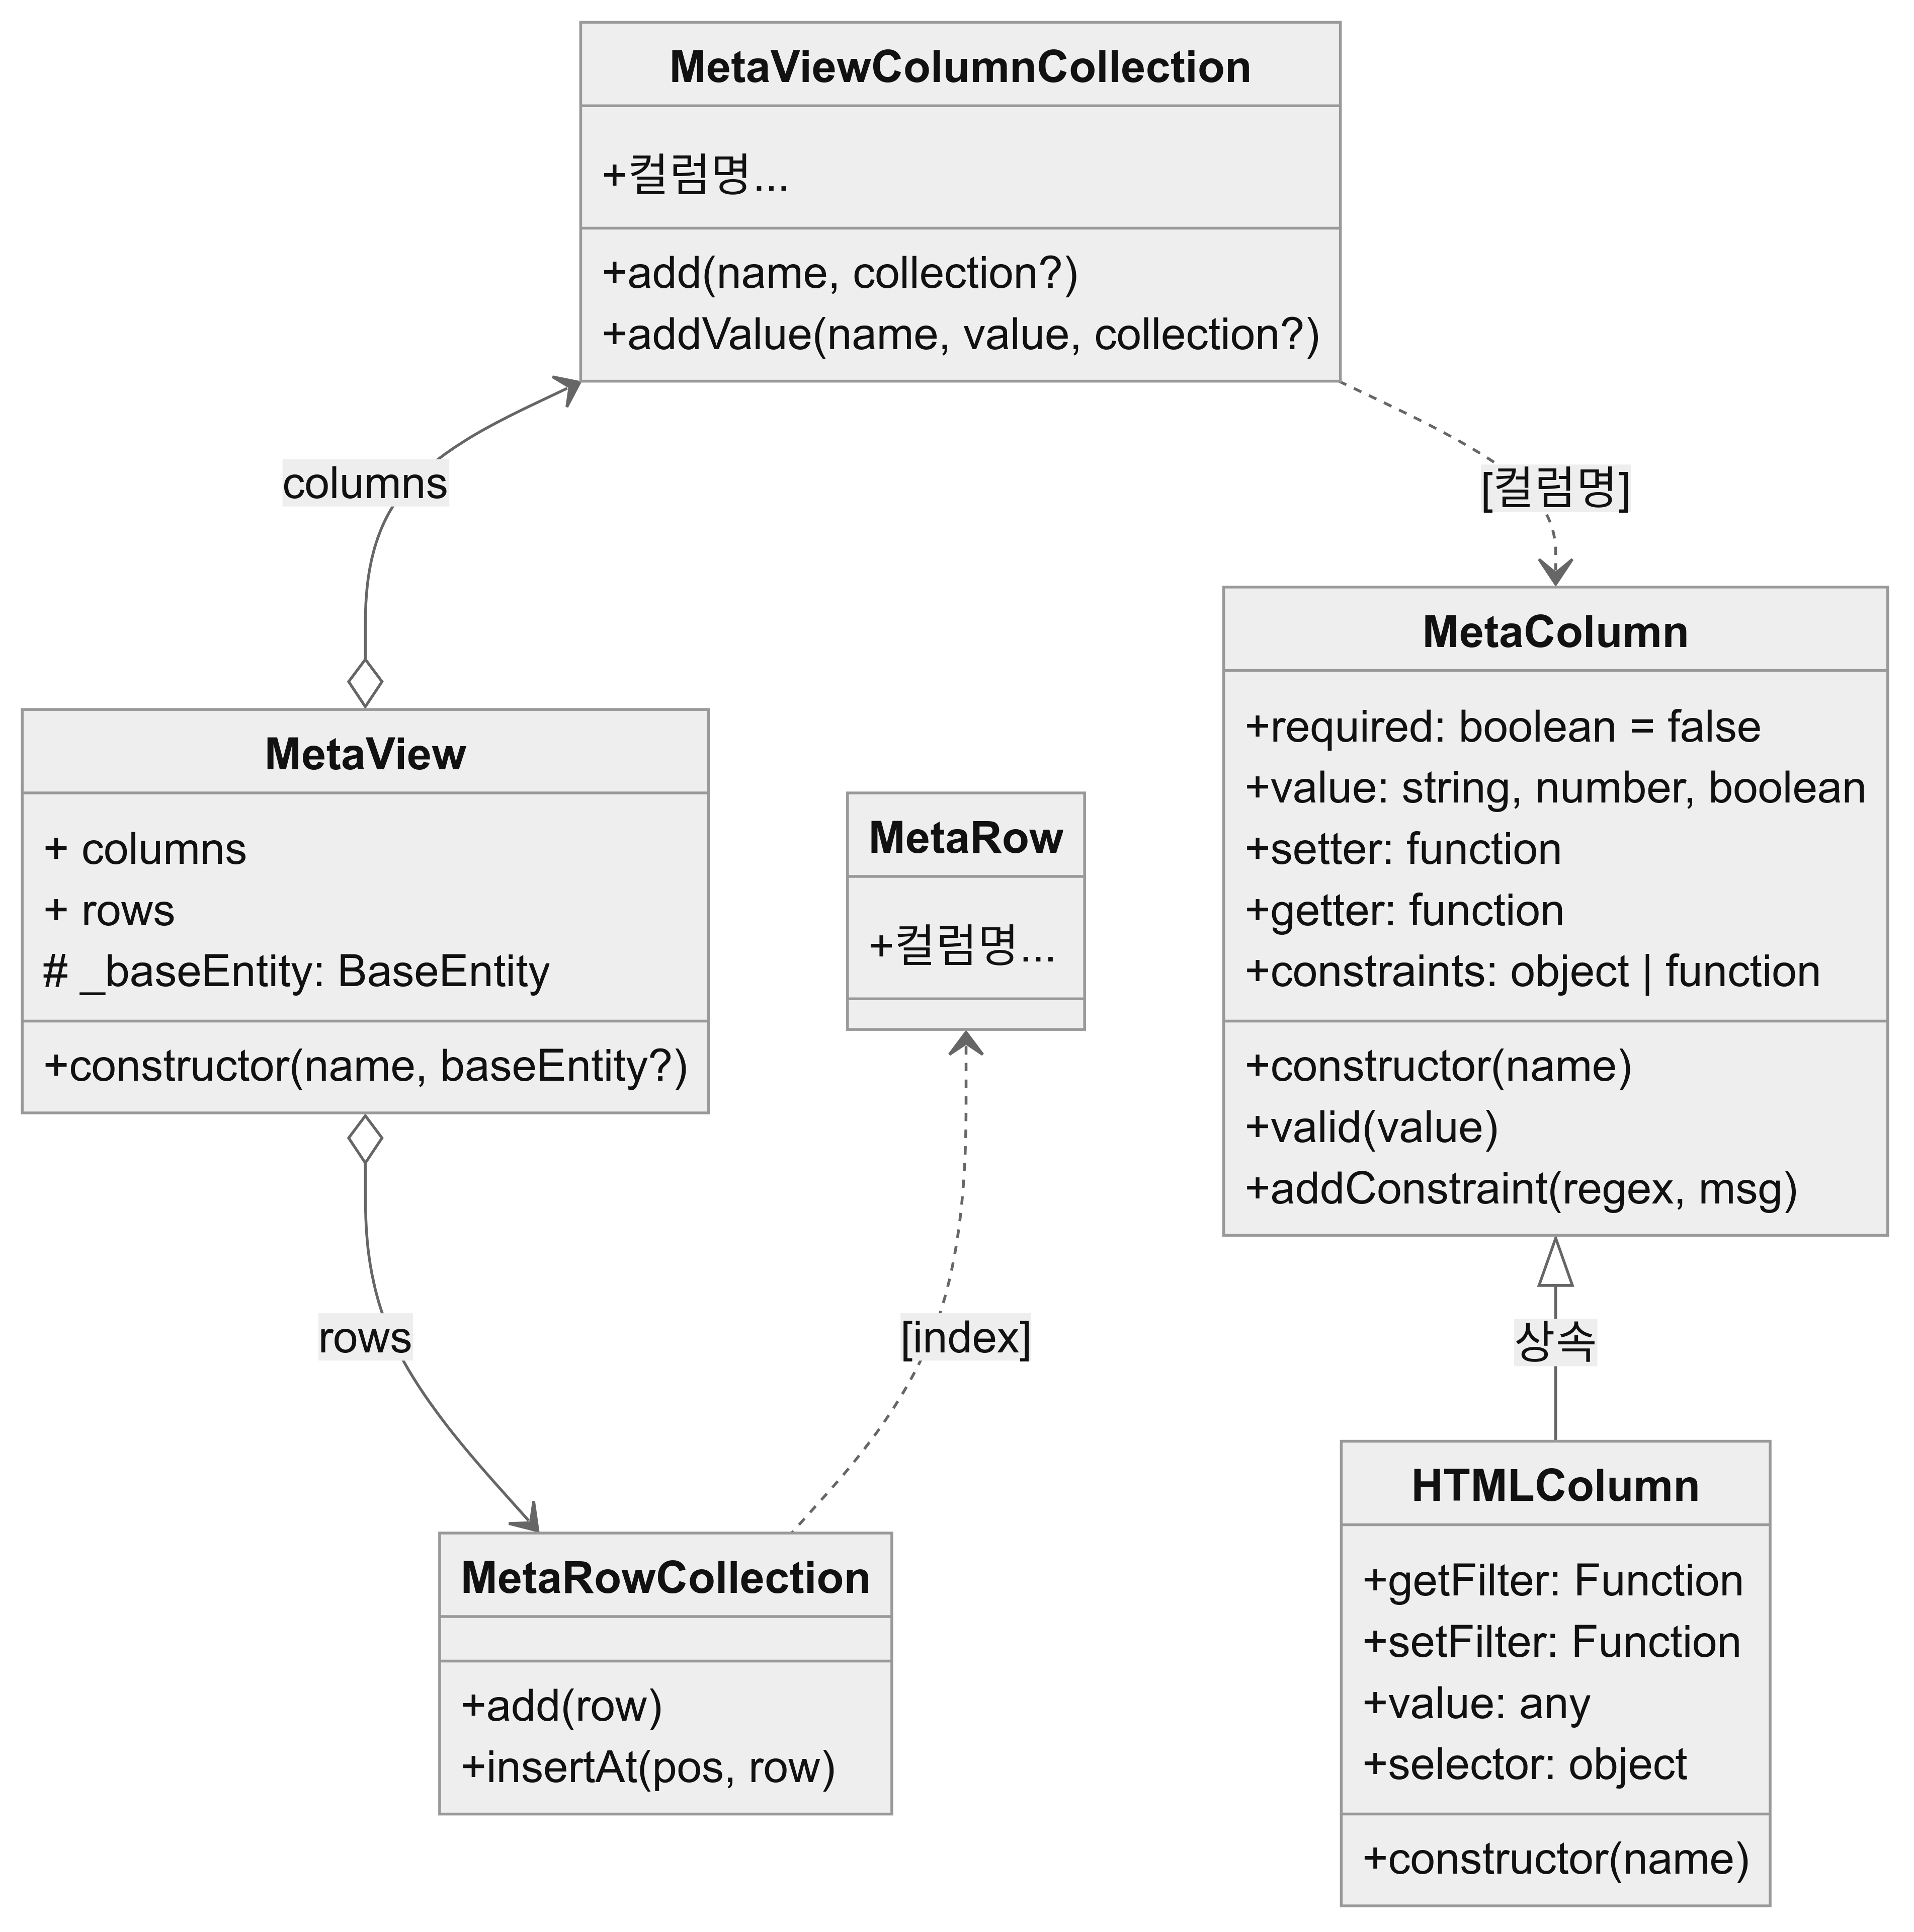 MetaViewColumnCollection
+컬럼명...
+add(name, collection?)
+addValue(name, value, collection?)
columns
[컬럼명]
MetaView
+ columns
+ rows
# _baseEntity: BaseEntity
+constructor(name, baseEntity?)
MetaRow
+컬럼명...
MetaColumn
+required: boolean = false
+value: string, number, boolean
+setter: function
+getter: function
+constraints: object | function
+constructor(name)
+valid(value)
+addConstraint(regex, msg)
rows
[index]
상속
MetaRowCollection
+add(row)
+insertAt(pos, row)
HTMLColumn
+getFilter: Function
+setFilter: Function
+value: any
+selector: object
+constructor(name)